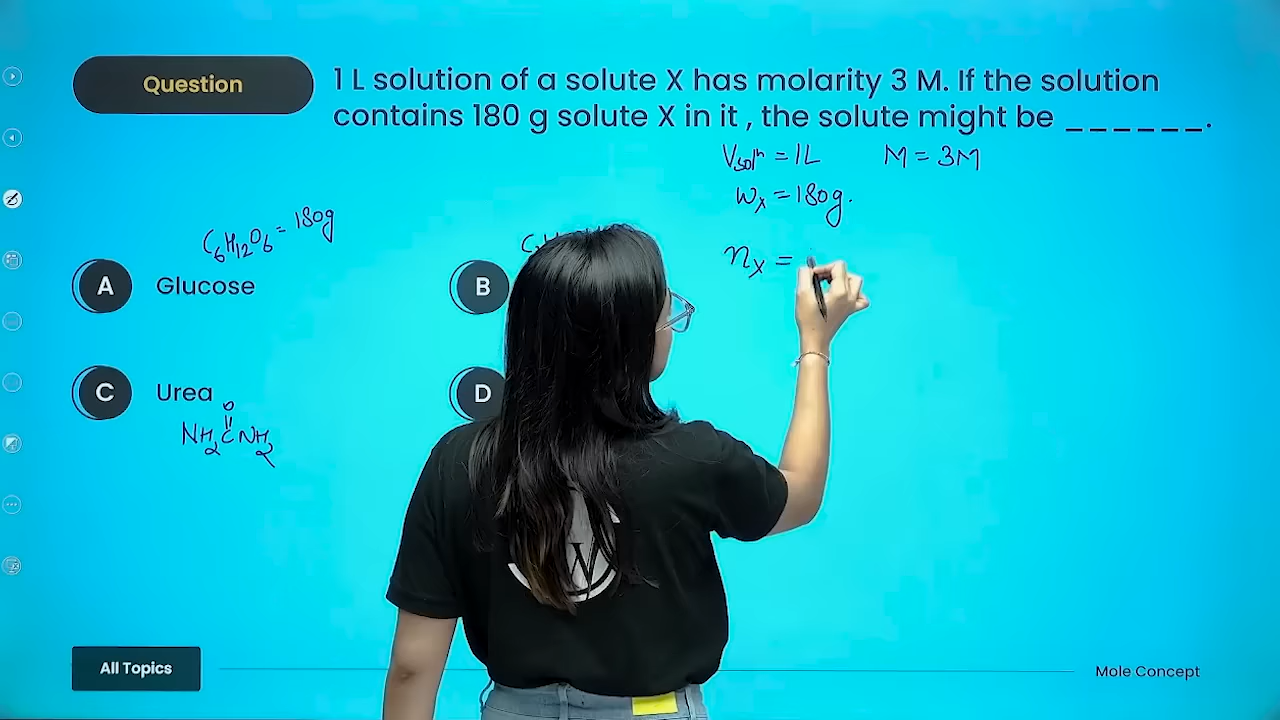 Question
1 L solution of a solute X has molarity 3 M. If the solution
contains 180 g solute X in it , the solute might be ______.
Vsolⁿ = 1L M = 3M
wₓ = 180g.
nₓ =
C₆H₁₂O₆ = 180g
A Glucose
B
C Urea
O
NH₂CNH₂
D
W
All Topics
Mole Concept